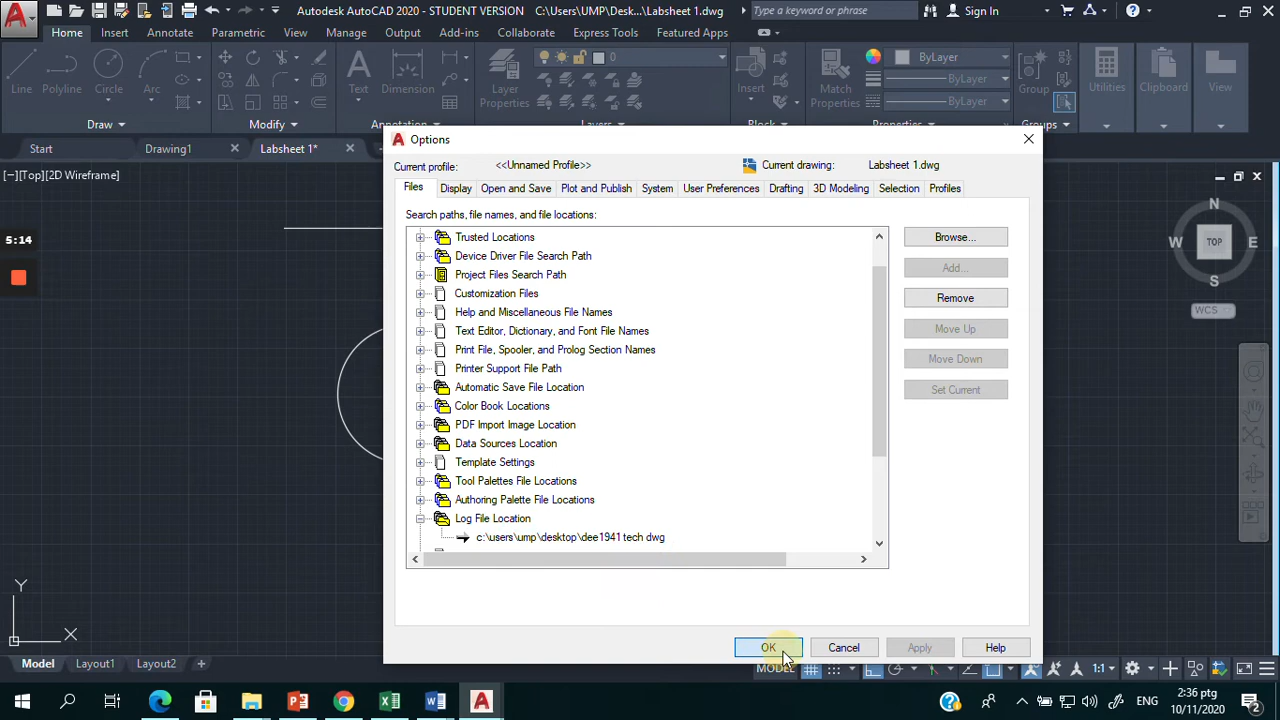 Autodesk AutoCAD 2020 - STUDENT VERSION C:\Users\UMP\Desk...\Labsheet 1.dwg
Type a keyword or phrase
Sign In
Home Insert Annotate Parametric View Manage Output Add-ins Collaborate Express Tools Featured Apps
Line Polyline Circle Arc
Text Dimension
Layer Properties
0
Insert
Match Properties
ByLayer
ByLayer
ByLayer
Group
Utilities
Clipboard
View
Draw Modify Annotation Layers Block Properties Groups
Start Drawing1 Labsheet 1*
[−][Top][2D Wireframe]
5:14
N
W TOP E
S
WCS
Options
Current profile: <<Unnamed Profile>> Current drawing: Labsheet 1.dwg
Files Display Open and Save Plot and Publish System User Preferences Drafting 3D Modeling Selection Profiles
Search paths, file names, and file locations:
Trusted Locations
Device Driver File Search Path
Project Files Search Path
Customization Files
Help and Miscellaneous File Names
Text Editor, Dictionary, and Font File Names
Print File, Spooler, and Prolog Section Names
Printer Support File Path
Automatic Save File Location
Color Book Locations
PDF Import Image Location
Data Sources Location
Template Settings
Tool Palettes File Locations
Authoring Palette File Locations
Log File Location
c:\users\ump\desktop\dee1941 tech dwg
Browse...
Add...
Remove
Move Up
Move Down
Set Current
OK Cancel Apply Help
Y
X
Model Layout1 Layout2 +
MODEL 1:1
ENG
2:36 ptg
10/11/2020
2